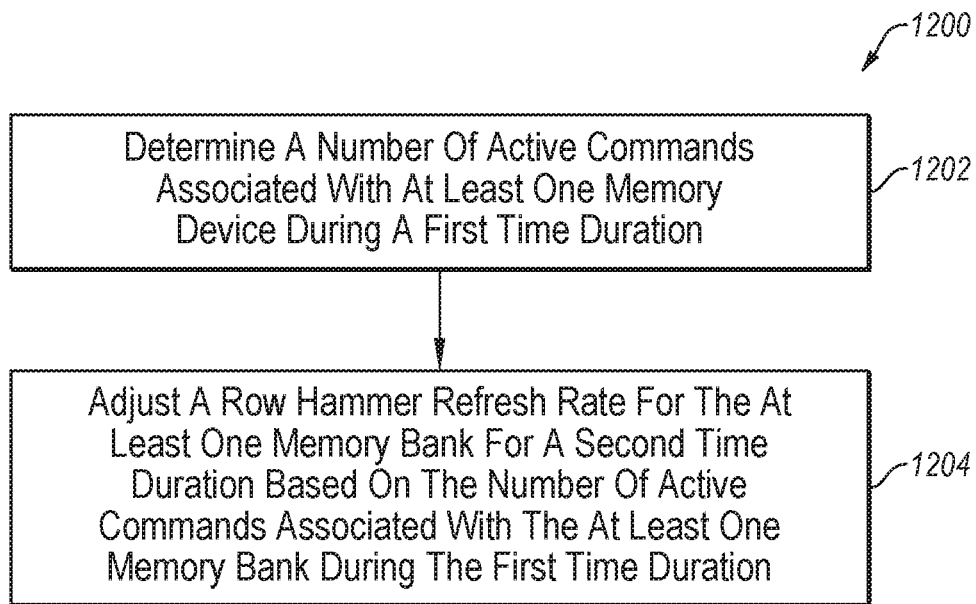 1200
Determine A Number Of Active Commands
Associated With At Least One Memory
Device During A First Time Duration
1202
Adjust A Row Hammer Refresh Rate For The At
Least One Memory Bank For A Second Time
Duration Based On The Number Of Active
Commands Associated With The At Least One
Memory Bank During The First Time Duration
1204